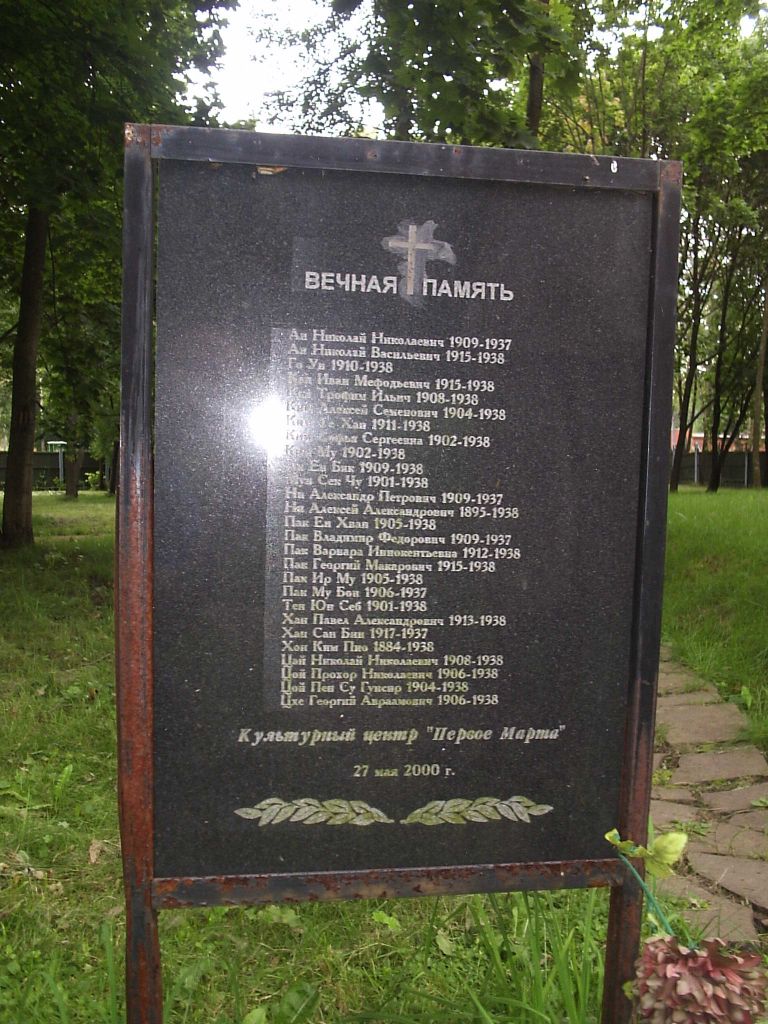 ВЕЧНАЯ ПАМЯТЬ
Ан Николай Николаевич 1909-1937
Ан Николай Васильевич 1915-1938
Го Ун 1910-1938
Иван Мефодьевич 1915-1938
Трофим Ильич 1908-1938
Ким Алексей Семенович 1904-1938
Хан 1911-1938
Ким Софья Сергеевна 1902-1938
Му 1902-1938
Ен Бик 1909-1938
Мун Сек Чу 1901-1938
Ни Александр Петрович 1909-1937
Ни Алексей Александрович 1895-1938
Пак Ен Хван 1905-1938
Пак Владимир Федорович 1909-1937
Пак Варвара Иннокентьевна 1912-1938
Пак Георгий Макарович 1915-1938
Пак Ир Му 1905-1938
Пак Му Бон 1906-1937
Тен Юн Себ 1901-1938
Хан Павел Александрович 1913-1938
Хан Сан Бин 1917-1937
Хон Ким Пио 1884-1938
Цай Николай Николаевич 1908-1938
Цой Прохор Николаевич 1906-1938
Цой Пен Су Гунсир 1904-1938
Цхе Георгий Авраамович 1906-1938
Культурный центр "Первое Марта"
27 мая 2000 г.